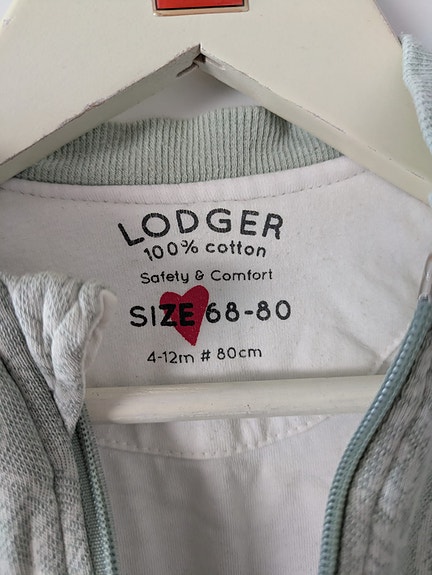 LODGER
100% cotton
Safety & Comfort
SIZE 68-80
4-12m # 80cm